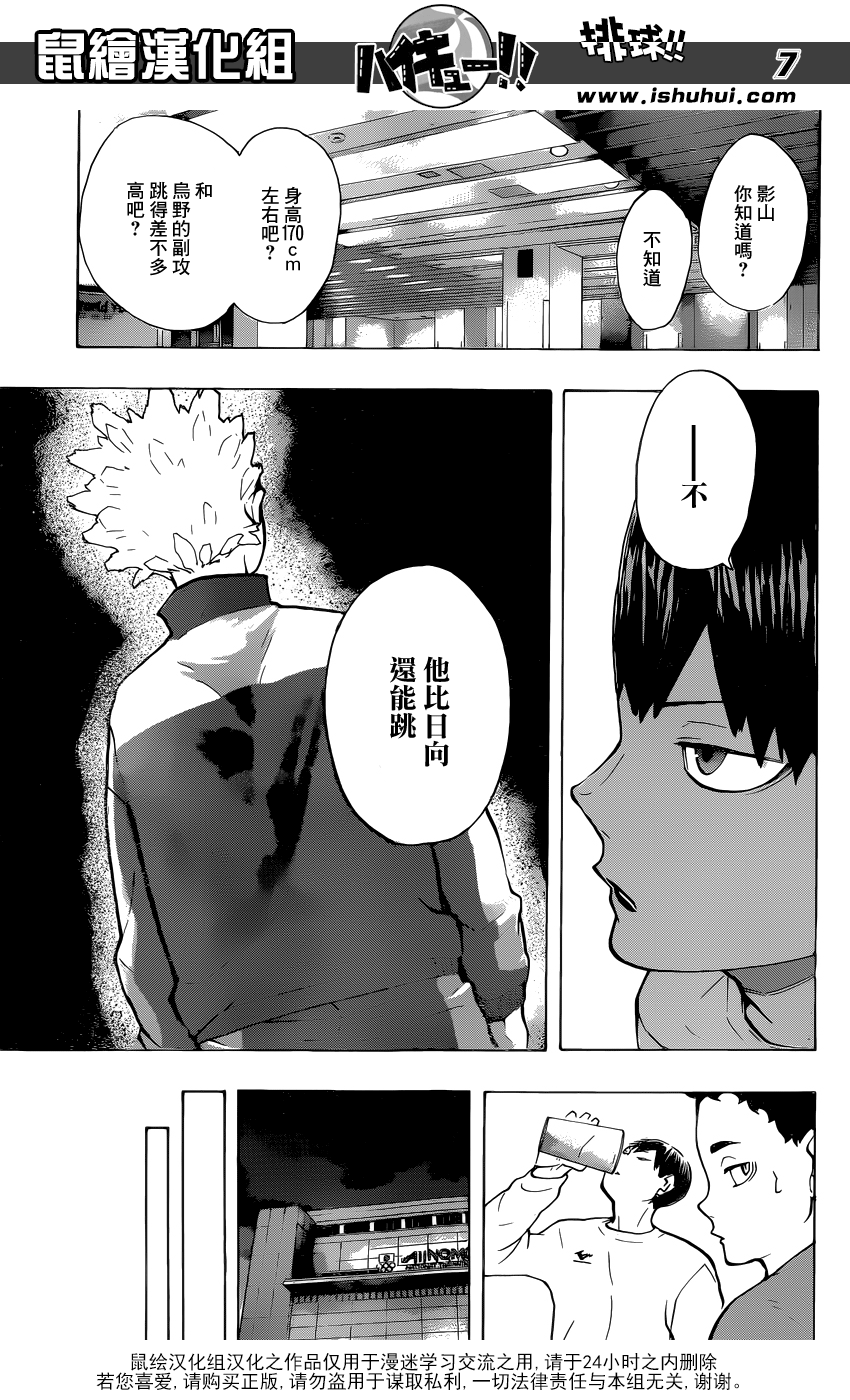 鼠繪漢化組
ハイキュー!!
排球!!
7
www.ishuhui.com
影山
你知道嗎?
不知道
身高170cm
左右吧?
和
烏野的副攻
跳得差不多
高吧?
——不
他比日向
還能跳
AJINOMO
鼠绘汉化组汉化之作品仅用于漫迷学习交流之用,请于24小时之内删除
若您喜爱,请购买正版,请勿盗用于谋取私利,一切法律责任与本组无关,谢谢。